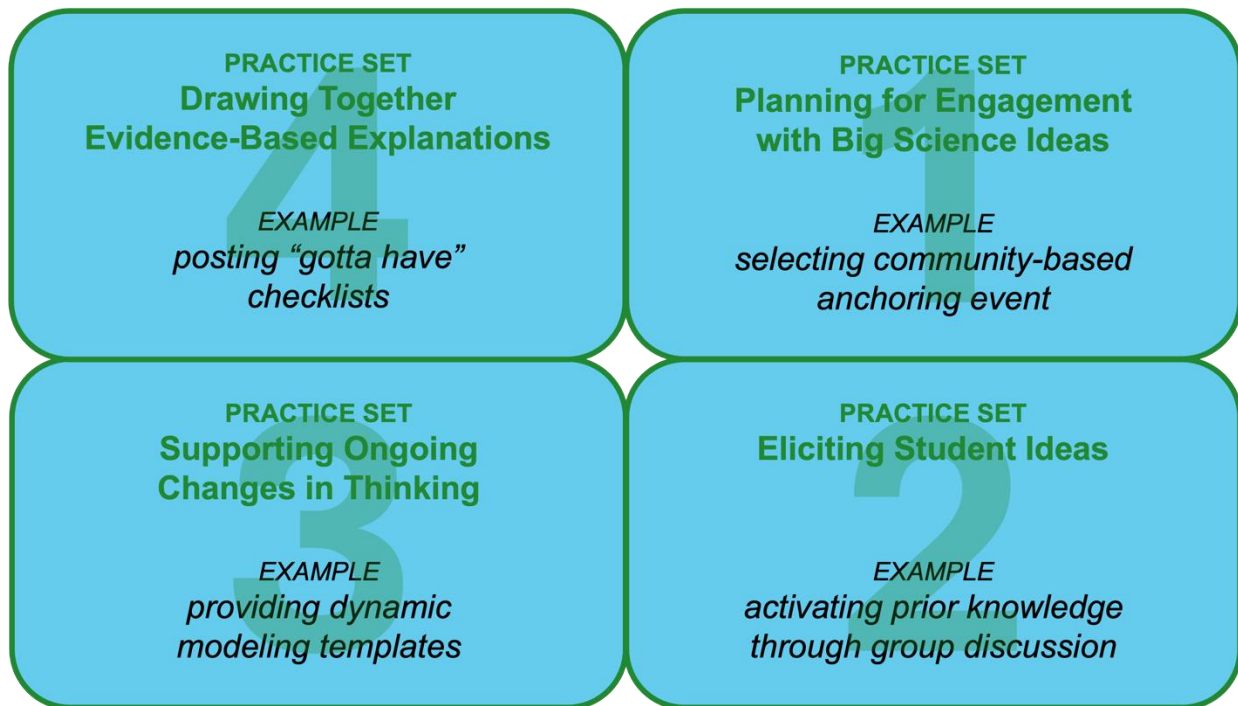 PRACTICE SET
Drawing Together
Evidence-Based Explanations
4
EXAMPLE
posting “gotta have”
checklists
PRACTICE SET
Planning for Engagement
with Big Science Ideas
1
EXAMPLE
selecting community-based
anchoring event
PRACTICE SET
Supporting Ongoing
Changes in Thinking
3
EXAMPLE
providing dynamic
modeling templates
PRACTICE SET
Eliciting Student Ideas
2
EXAMPLE
activating prior knowledge
through group discussion